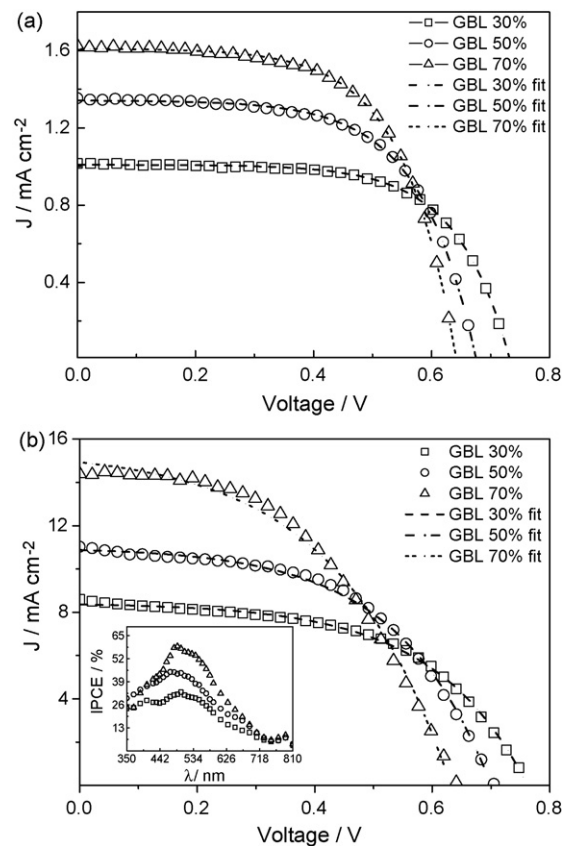 (a)
GBL 30%
GBL 50%
GBL 70%
GBL 30% fit
GBL 50% fit
GBL 70% fit
J / mA cm-2
1.6
1.2
0.8
0.4
0.0 0.2 0.4 0.6 0.8
Voltage / V
(b)
GBL 30%
GBL 50%
GBL 70%
GBL 30% fit
GBL 50% fit
GBL 70% fit
J / mA cm-2
16
12
8
4
IPCE / %
65
52
39
26
13
350 442 534 626 718 810
λ/ nm
0.0 0.2 0.4 0.6 0.8
Voltage / V